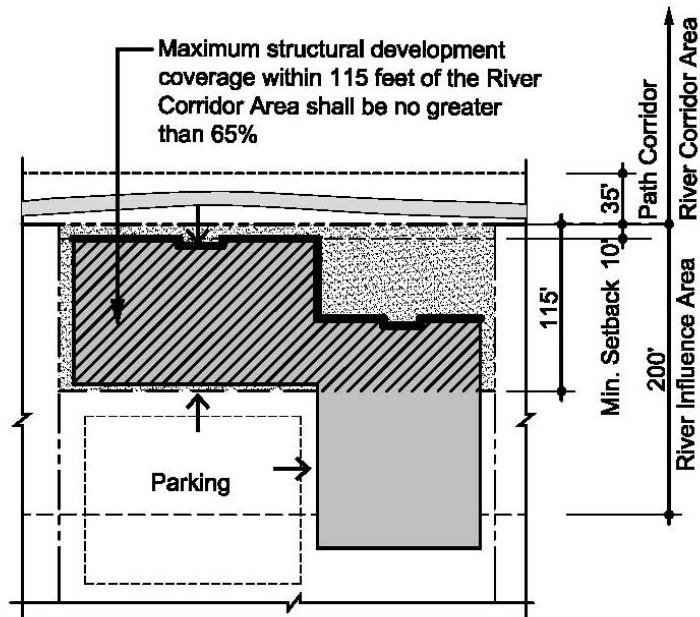 Maximum structural development
coverage within 115 feet of the River
Corridor Area shall be no greater
than 65%
Path Corridor
River Corridor Area
35'
Min. Setback 10'
115'
200'
River Influence Area
Parking